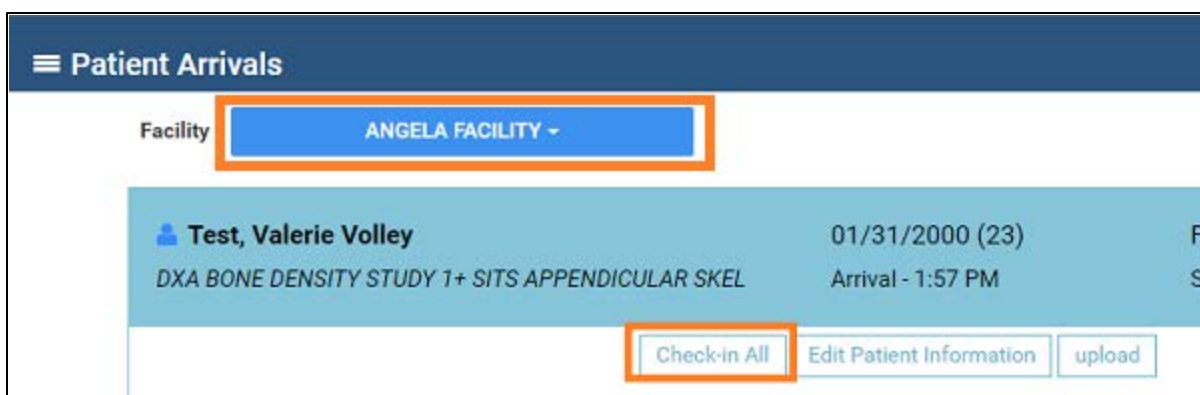 Patient Arrivals
Facility ANGELA FACILITY
Test, Valerie Volley 01/31/2000 (23) F
DXA BONE DENSITY STUDY 1+ SITS APPENDICULAR SKEL Arrival - 1:57 PM S
Check-in All Edit Patient Information upload